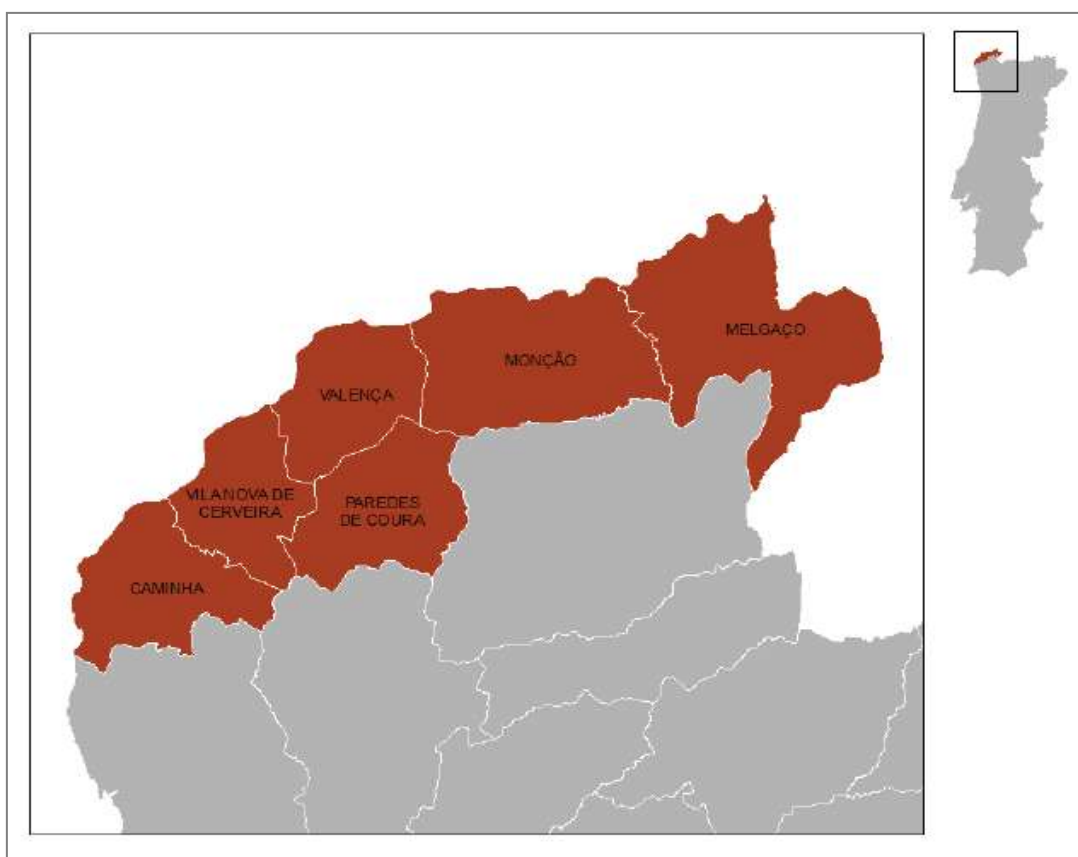 MELGAÇO
MONÇÃO
VALENÇA
VILA NOVA DE
CERVEIRA
PAREDES
DE COURA
CAMINHA